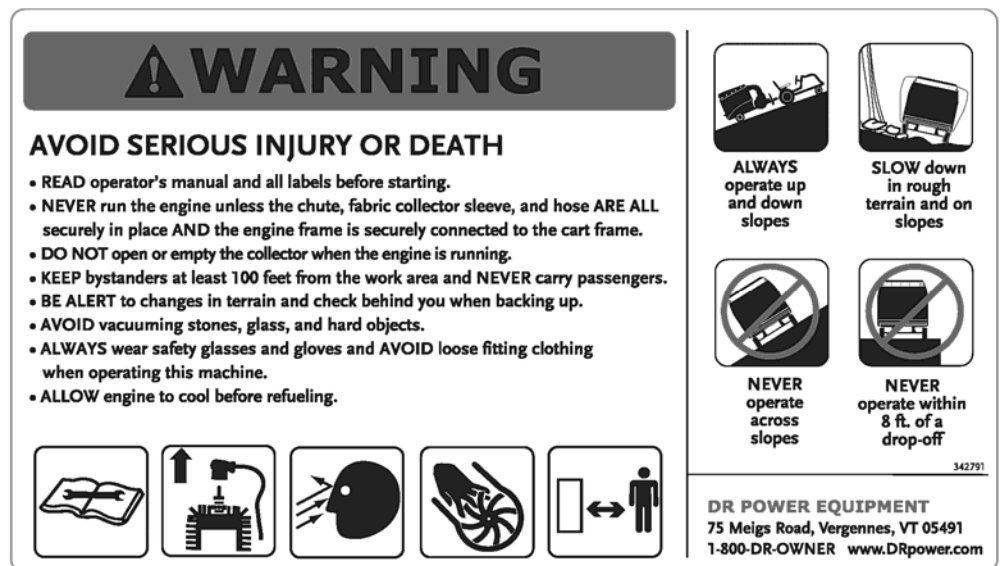 WARNING
AVOID SERIOUS INJURY OR DEATH
• READ operator's manual and all labels before starting.
• NEVER run the engine unless the chute, fabric collector sleeve, and hose ARE ALL
securely in place AND the engine frame is securely connected to the cart frame.
• DO NOT open or empty the collector when the engine is running.
• KEEP bystanders at least 100 feet from the work area and NEVER carry passengers.
• BE ALERT to changes in terrain and check behind you when backing up.
• AVOID vacuuming stones, glass, and hard objects.
• ALWAYS wear safety glasses and gloves and AVOID loose fitting clothing
when operating this machine.
• ALLOW engine to cool before refueling.
ALWAYS
operate up
and down
slopes
SLOW down
in rough
terrain and on
slopes
NEVER
operate
across
slopes
NEVER
operate within
8 ft. of a
drop-off
342791
DR POWER EQUIPMENT
75 Meigs Road, Vergennes, VT 05491
1-800-DR-OWNER www.DRpower.com